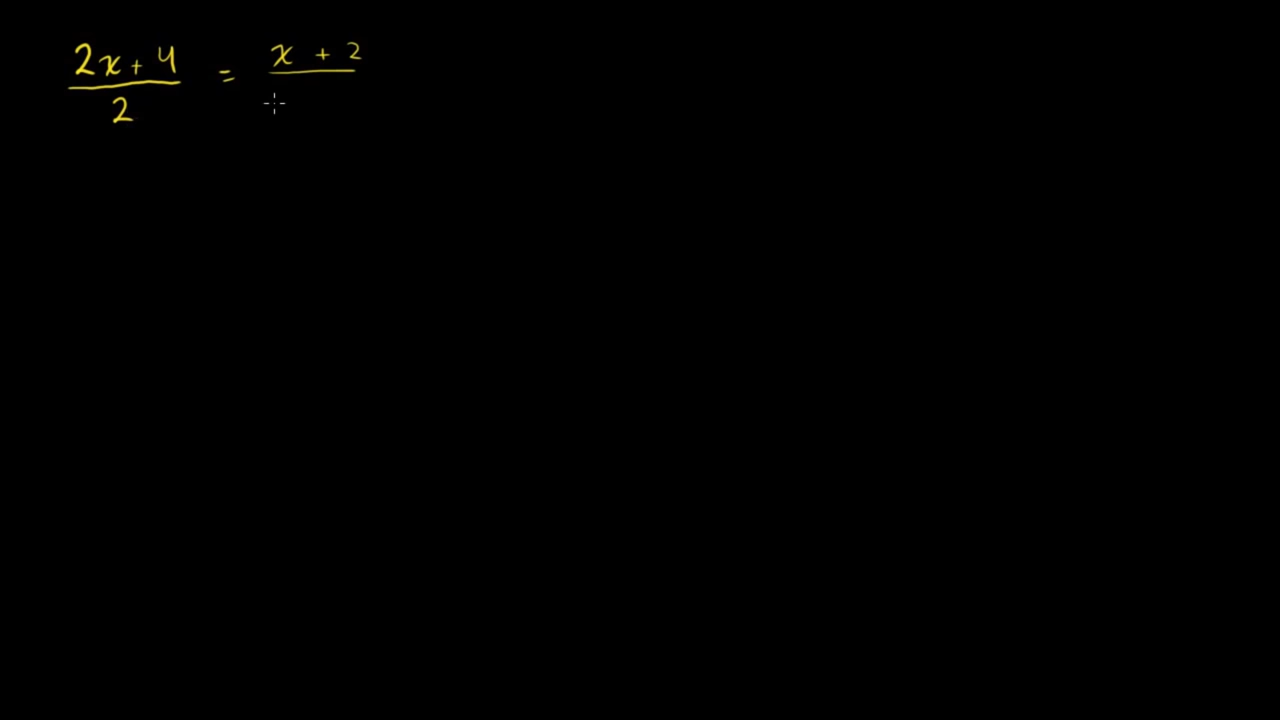 2x + 4 = x + 2
2